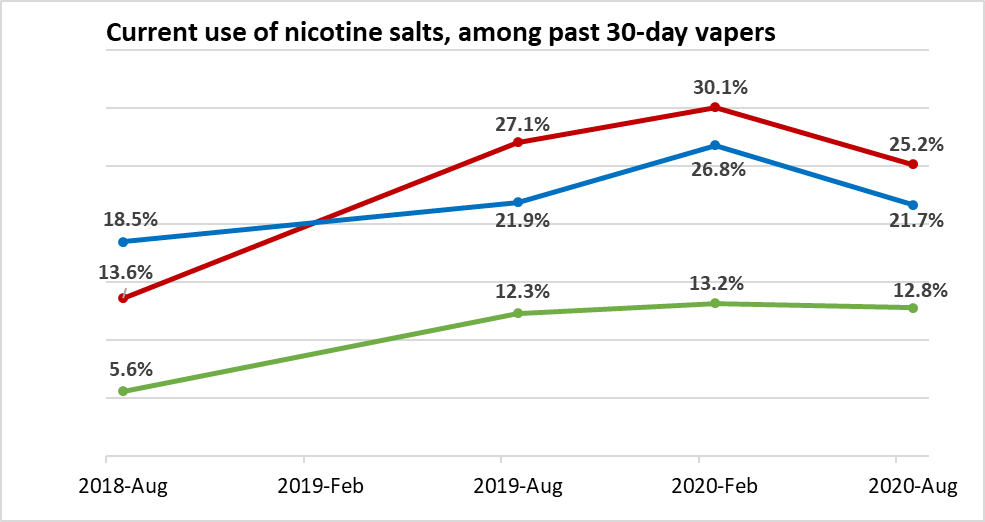 Current use of nicotine salts, among past 30-day vapers
30.1%
27.1%
25.2%
26.8%
18.5%
21.9%
21.7%
13.6%
12.3%
13.2%
12.8%
5.6%
2018-Aug
2019-Feb
2019-Aug
2020-Feb
2020-Aug